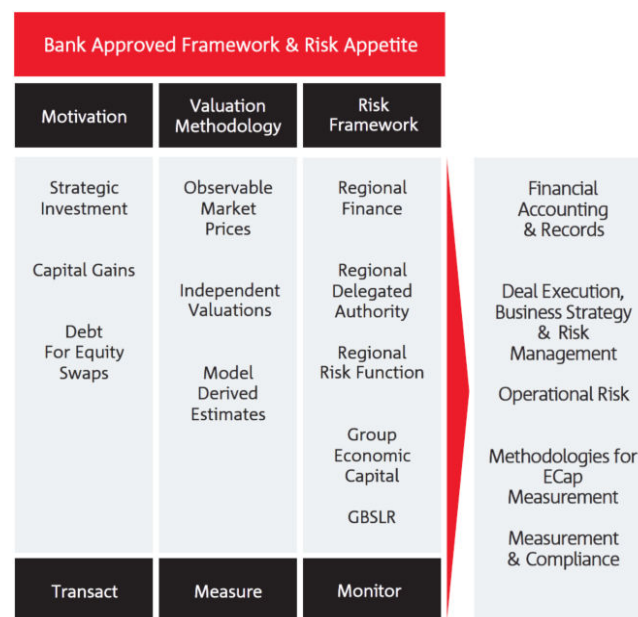 Bank Approved Framework & Risk Appetite
Motivation
Valuation
Methodology
Risk
Framework
Strategic
Investment
Capital Gains
Debt
For Equity
Swaps
Observable
Market
Prices
Independent
Valuations
Model
Derived
Estimates
Regional
Finance
Regional
Delegated
Authority
Regional
Risk Function
Group
Economic
Capital
GBSLR
Financial
Accounting
& Records
Deal Execution,
Business Strategy
& Risk
Management
Operational Risk
Methodologies for
ECap
Measurement
Measurement
& Compliance
Transact
Measure
Monitor